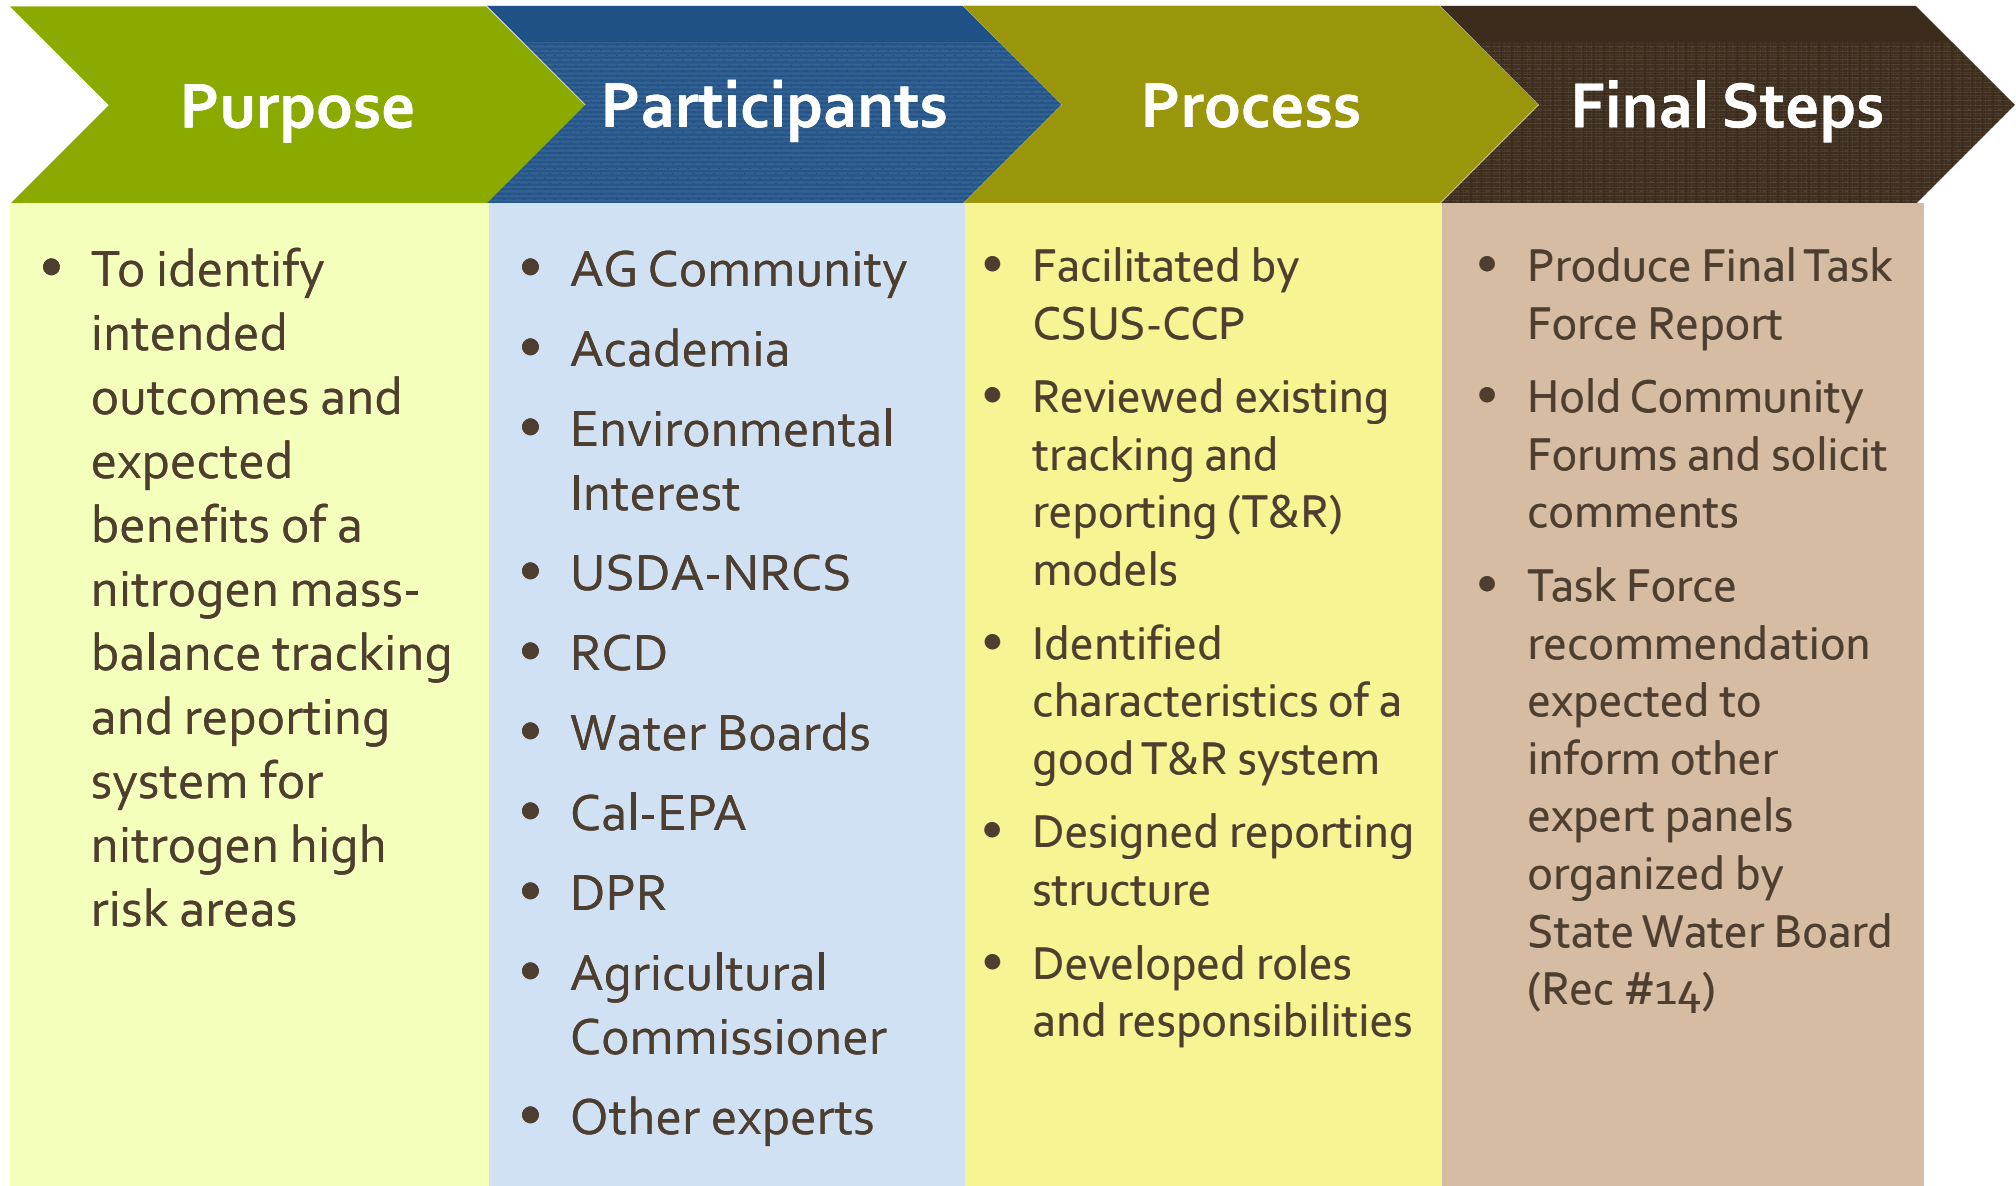 Purpose
• To identify
intended
outcomes and
expected
benefits of a
nitrogen mass-
balance tracking
and reporting
system for
nitrogen high
risk areas
Participants
• AG Community
• Academia
• Environmental
Interest
• USDA-NRCS
• RCD
• Water Boards
• Cal-EPA
• DPR
• Agricultural
Commissioner
• Other experts
Process
• Facilitated by
CSUS-CCP
• Reviewed existing
tracking and
reporting (T&R)
models
• Identified
characteristics of a
good T&R system
• Designed reporting
structure
• Developed roles
and responsibilities
Final Steps
• Produce Final Task
Force Report
• Hold Community
Forums and solicit
comments
• Task Force
recommendation
expected to
inform other
expert panels
organized by
State Water Board
(Rec #14)